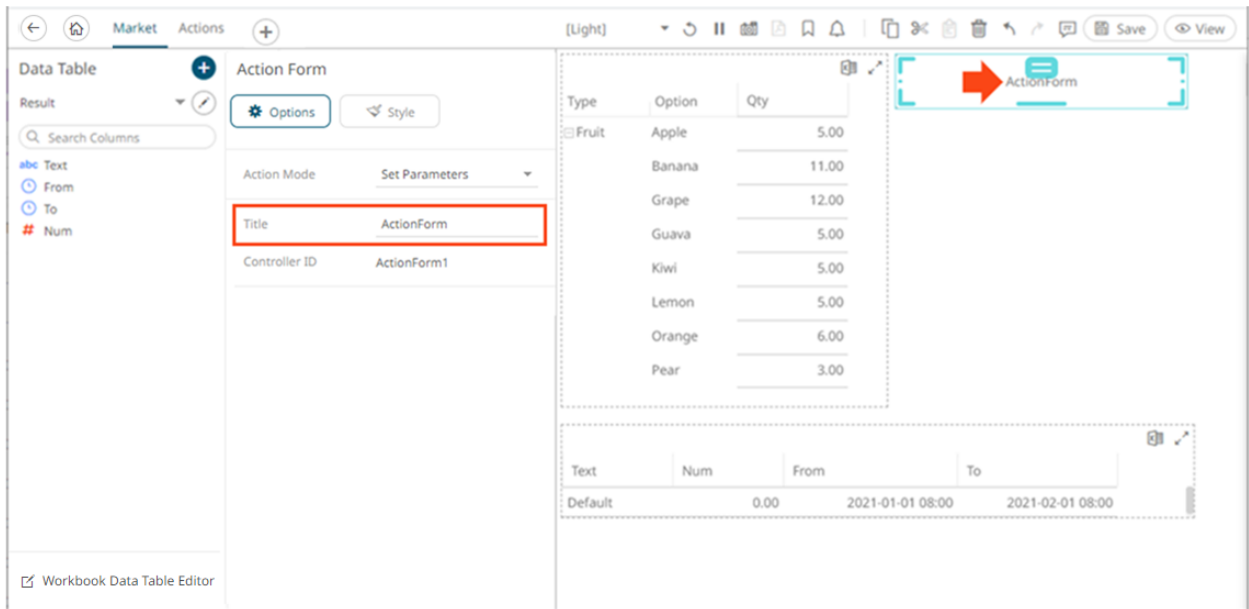 Market Actions [Light] Save View
Data Table
Result
Search Columns
abc Text
From
To
# Num
Workbook Data Table Editor
Action Form
Options Style
Action Mode Set Parameters
Title ActionForm
Controller ID ActionForm1
Type Option Qty
Fruit Apple 5.00
Banana 11.00
Grape 12.00
Guava 5.00
Kiwi 5.00
Lemon 5.00
Orange 6.00
Pear 3.00
ActionForm
Text Num From To
Default 0.00 2021-01-01 08:00 2021-02-01 08:00